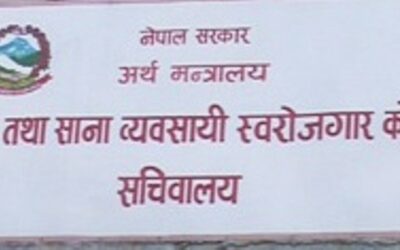 नेपाल सरकार
अर्थ मन्त्रालय
तथा साना व्यवसायी स्वरोजगार
सचिवालय